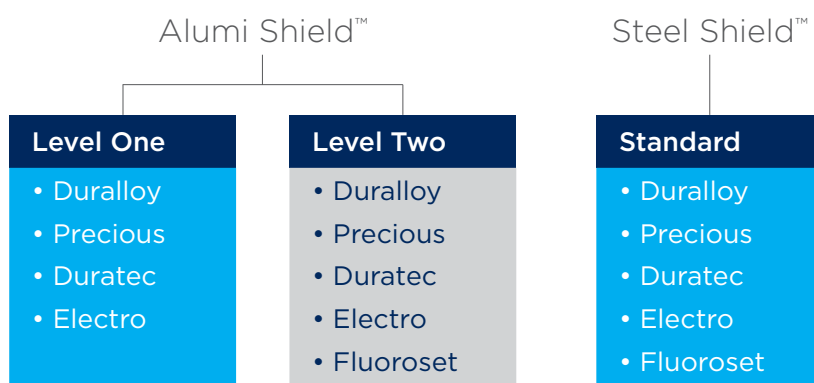 Alumi Shield™
Steel Shield™
Level One
• Duralloy
• Precious
• Duratec
• Electro
Level Two
• Duralloy
• Precious
• Duratec
• Electro
• Fluoroset
Standard
• Duralloy
• Precious
• Duratec
• Electro
• Fluoroset